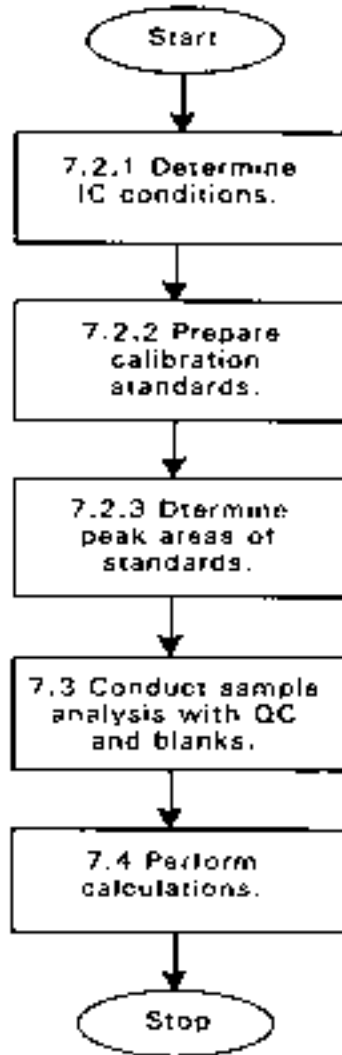 Start
7.2.1 Determine
IC conditions.
7.2.2 Prepare
calibration
standards.
7.2.3 Dtermine
peak areas of
standards.
7.3 Conduct sample
analysis with QC
and blanks.
7.4 Perform
calculations.
Stop